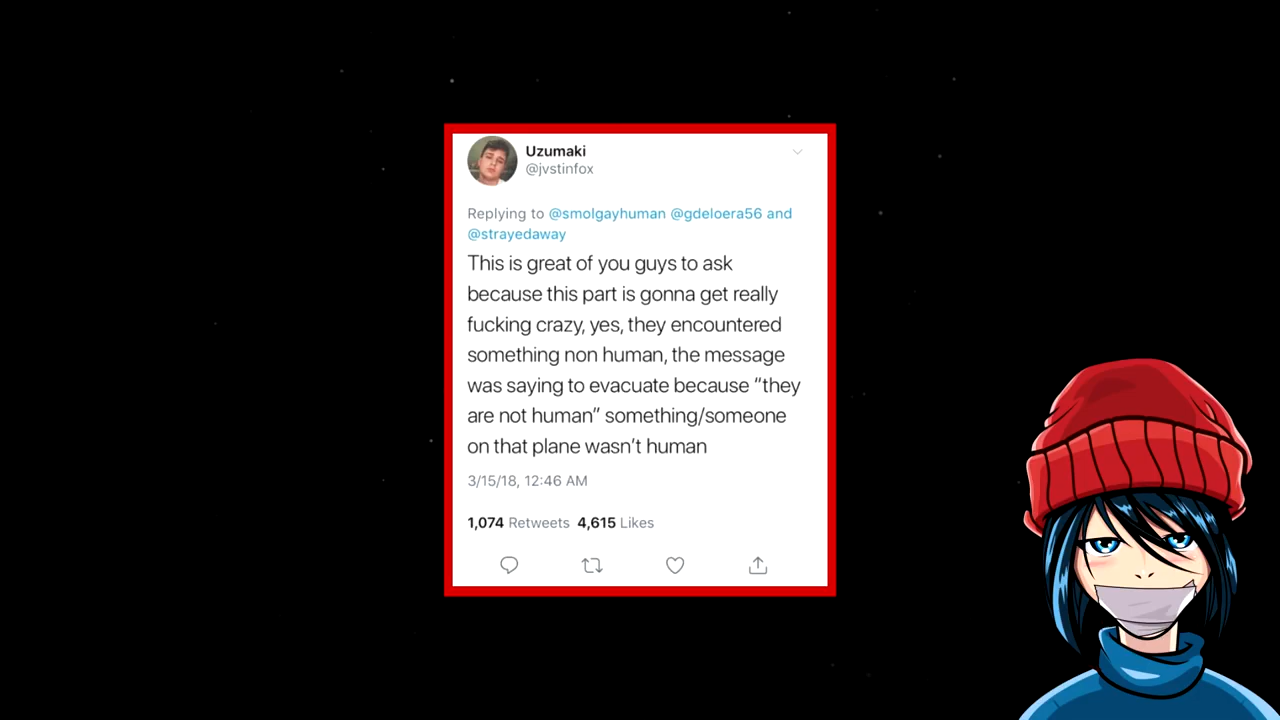 Uzumaki
@jvstinfox
Replying to @smolgayhuman @gdeloera56 and
@strayedaway
This is great of you guys to ask
because this part is gonna get really
fucking crazy, yes, they encountered
something non human, the message
was saying to evacuate because “they
are not human” something/someone
on that plane wasn’t human
3/15/18, 12:46 AM
1,074 Retweets 4,615 Likes